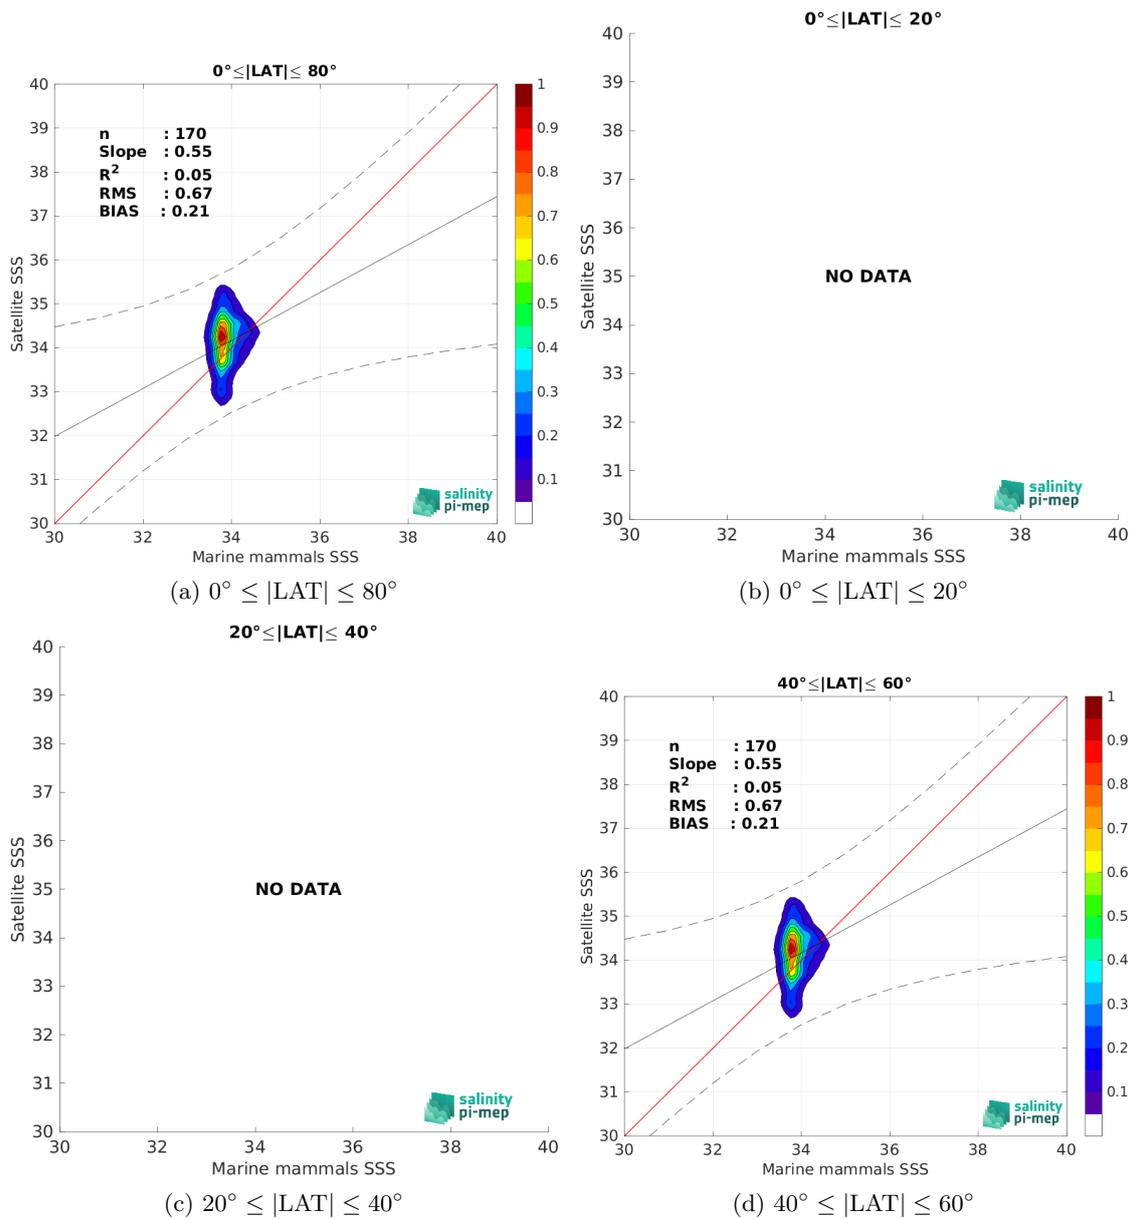 0°≤|LAT|≤ 80°
40
39
38
37
36
35
34
33
32
31
30
Satellite SSS
n : 170
Slope : 0.55
R² : 0.05
RMS : 0.67
BIAS : 0.21
salinity
pi-mep
30 32 34 36 38 40
Marine mammals SSS
1
0.9
0.8
0.7
0.6
0.5
0.4
0.3
0.2
0.1
(a) 0° ≤ |LAT| ≤ 80°
0°≤|LAT|≤ 20°
40
39
38
37
36
35
34
33
32
31
30
Satellite SSS
NO DATA
salinity
pi-mep
30 32 34 36 38 40
Marine mammals SSS
(b) 0° ≤ |LAT| ≤ 20°
20°≤|LAT|≤ 40°
40
39
38
37
36
35
34
33
32
31
30
Satellite SSS
NO DATA
salinity
pi-mep
30 32 34 36 38 40
Marine mammals SSS
(c) 20° ≤ |LAT| ≤ 40°
40°≤|LAT|≤ 60°
40
39
38
37
36
35
34
33
32
31
30
Satellite SSS
n : 170
Slope : 0.55
R² : 0.05
RMS : 0.67
BIAS : 0.21
salinity
pi-mep
30 32 34 36 38 40
Marine mammals SSS
1
0.9
0.8
0.7
0.6
0.5
0.4
0.3
0.2
0.1
(d) 40° ≤ |LAT| ≤ 60°